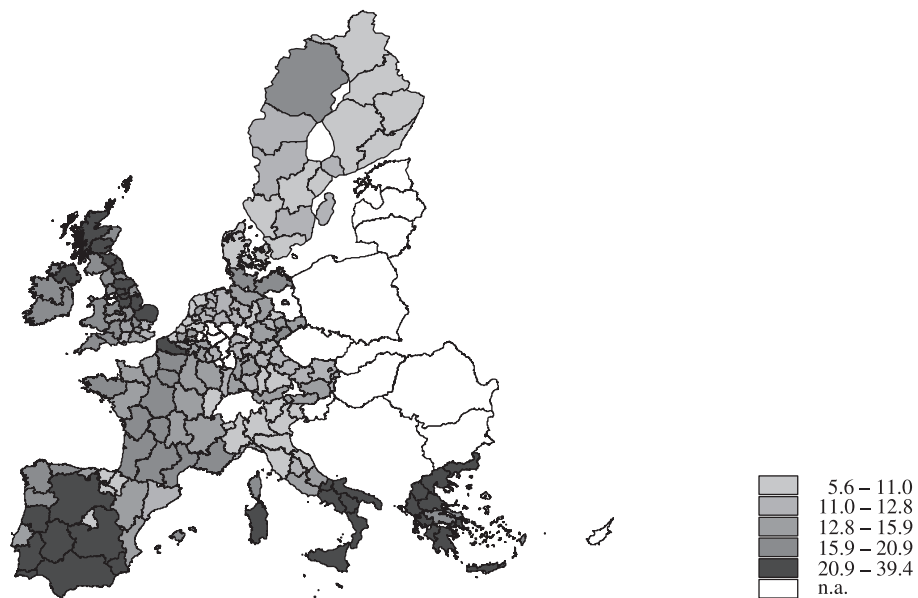 5.6 – 11.0
11.0 – 12.8
12.8 – 15.9
15.9 – 20.9
20.9 – 39.4
n.a.